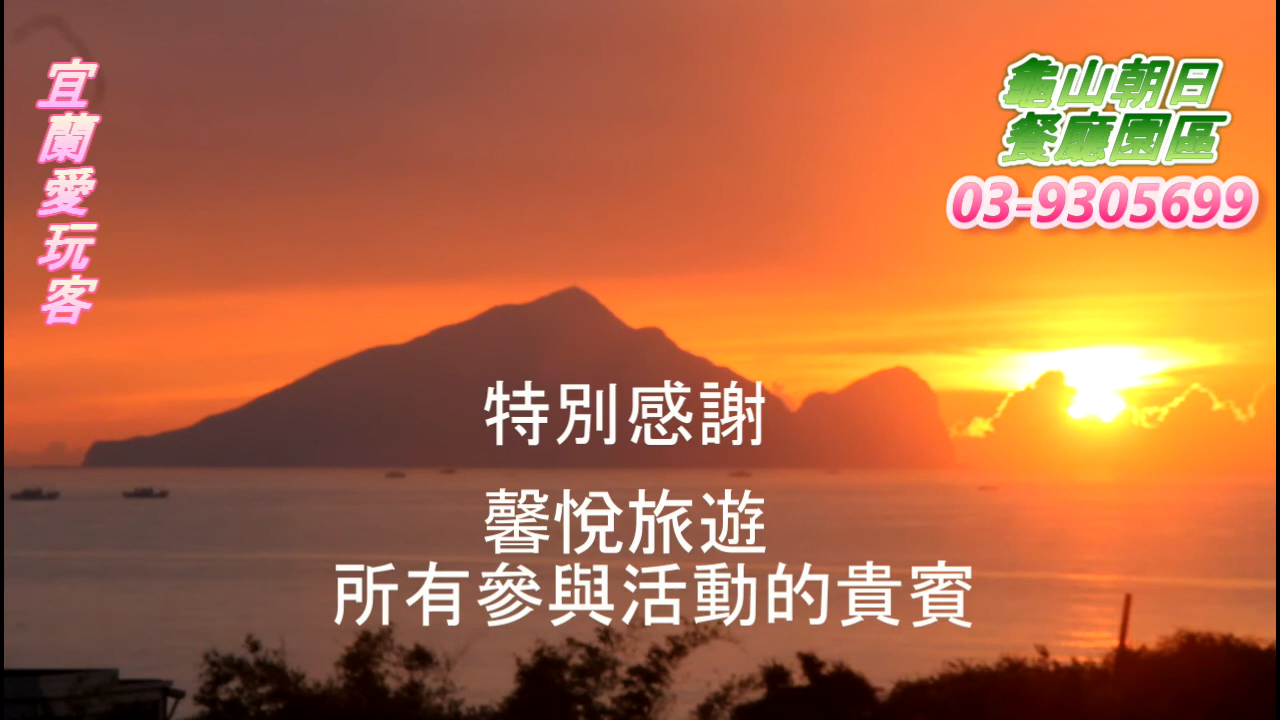 宜蘭愛玩客
龜山朝日
餐廳園區
03-9305699
特別感謝
馨悅旅遊
所有參與活動的貴賓